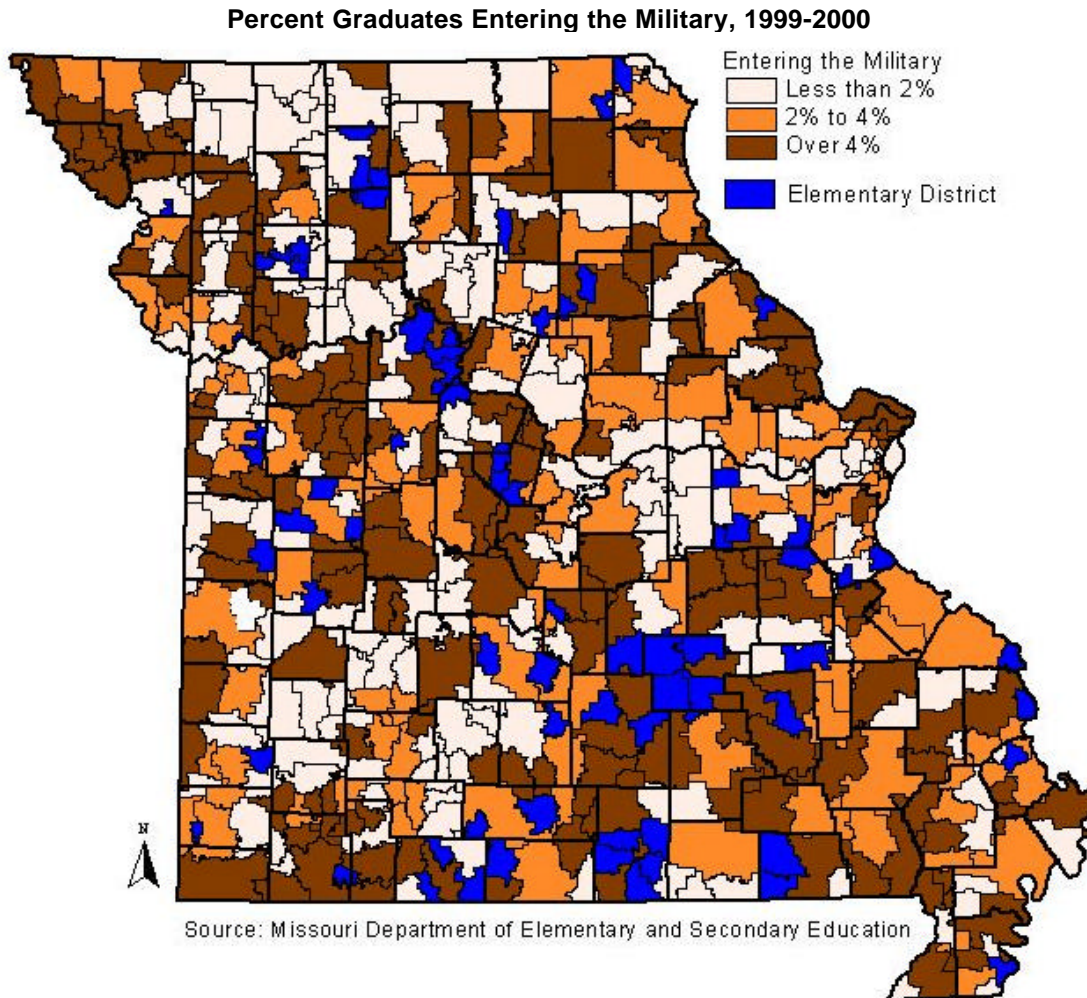 Percent Graduates Entering the Military, 1999-2000
Entering the Military
Less than 2%
2% to 4%
Over 4%
Elementary District
N
Source: Missouri Department of Elementary and Secondary Education